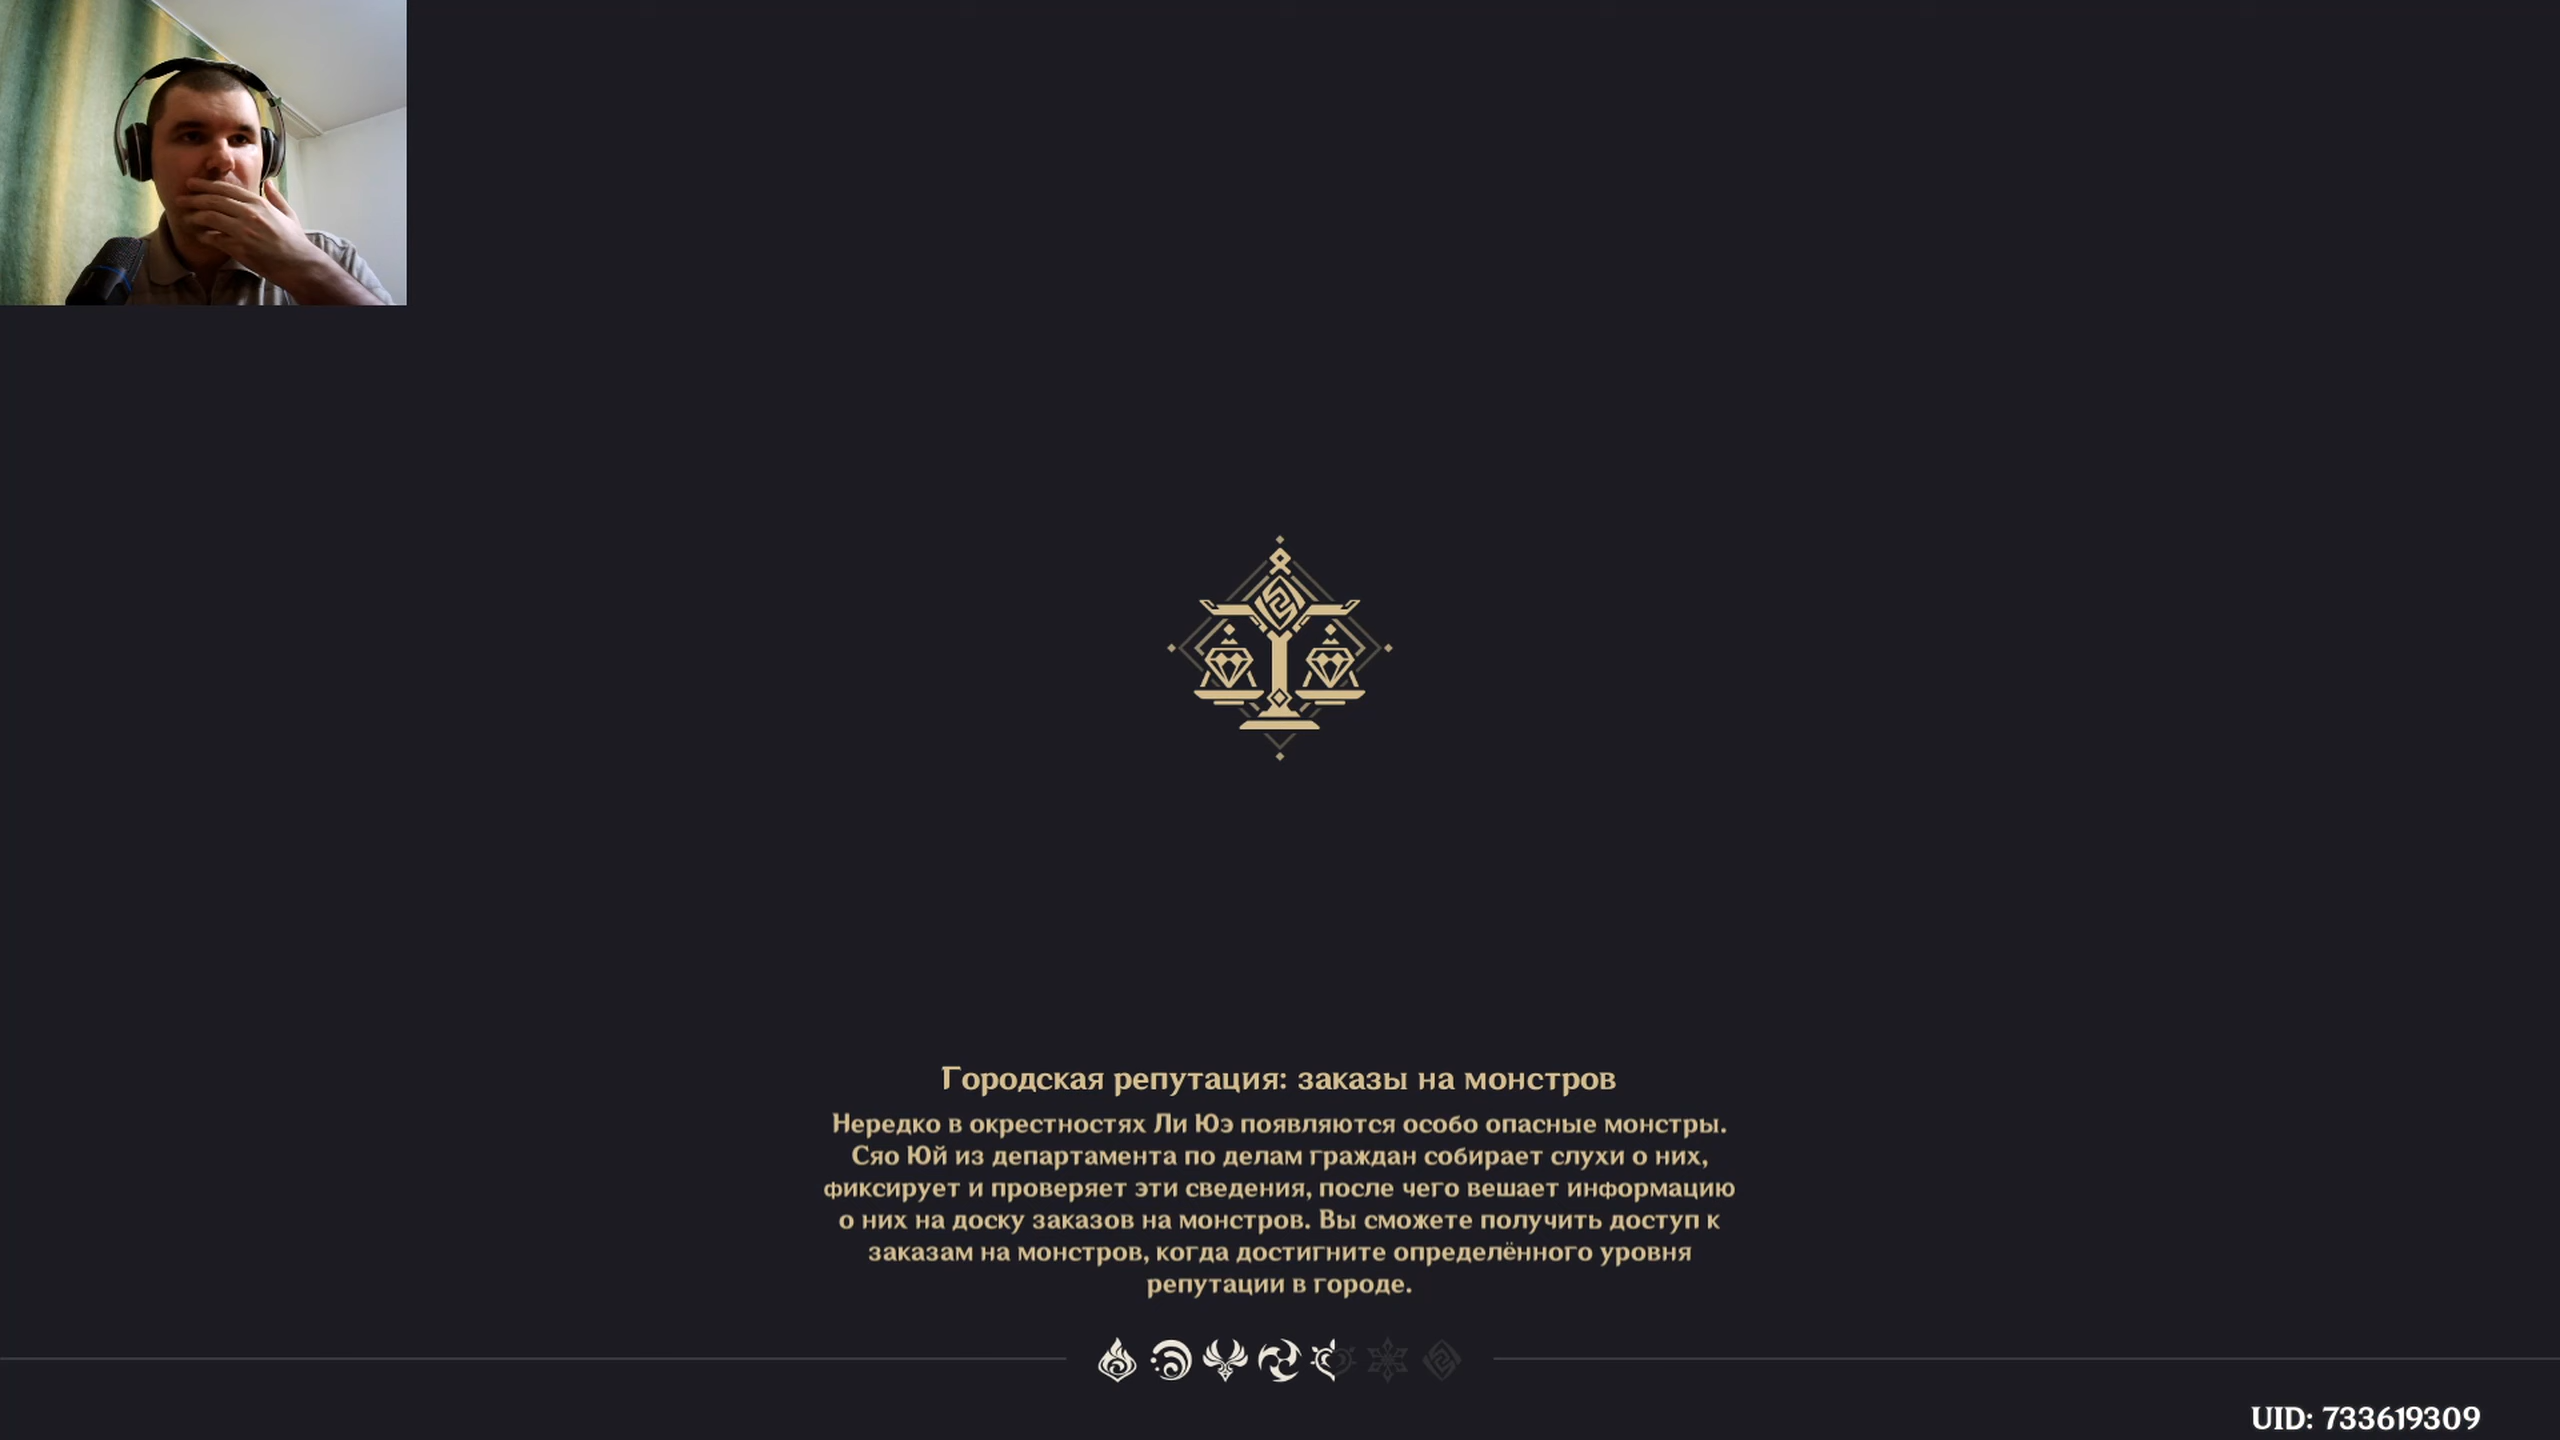 Городская репутация: заказы на монстров
Нередко в окрестностях Ли Юэ появляются особо опасные монстры.
Сяо Юй из департамента по делам граждан собирает слухи о них,
фиксирует и проверяет эти сведения, после чего вешает информацию
о них на доску заказов на монстров. Вы сможете получить доступ к
заказам на монстров, когда достигните определённого уровня
репутации в городе.
UID: 733619309